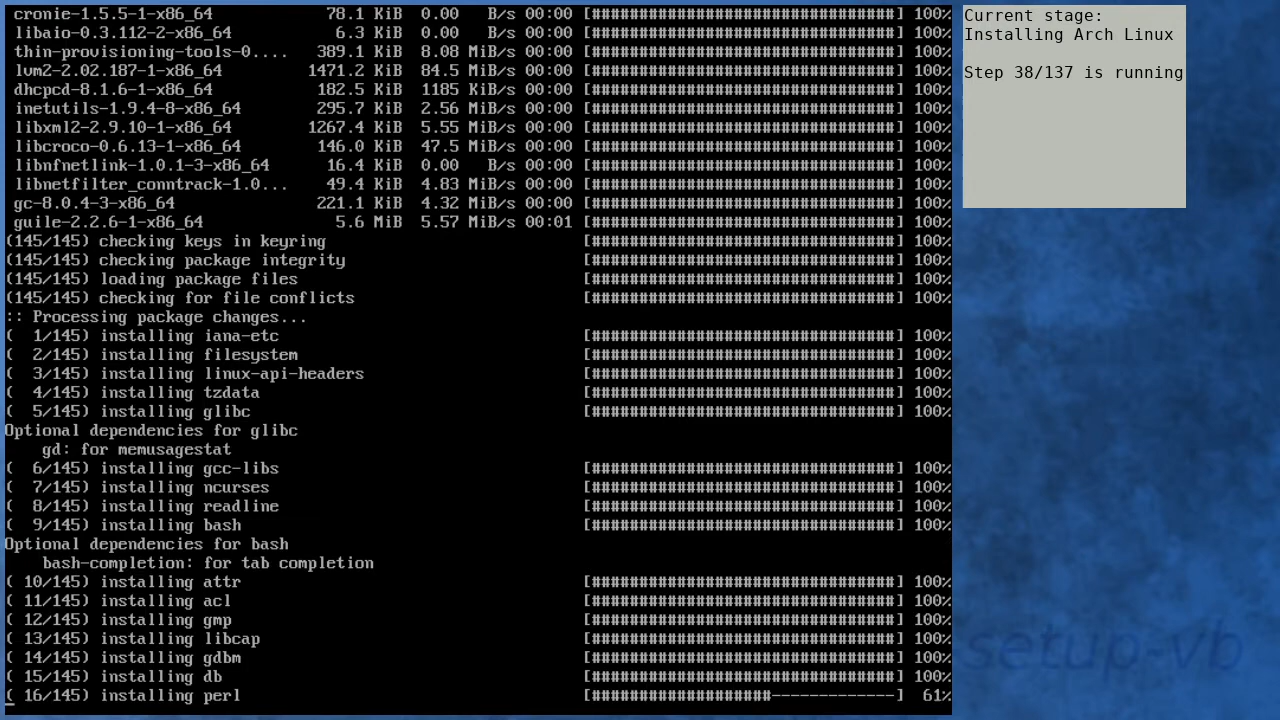 cronie-1.5.5-1-x86_64 78.1 KiB 0.00 B/s 00:00 [################################] 100%
libaio-0.3.112-2-x86_64 6.3 KiB 0.00 B/s 00:00 [################################] 100%
thin-provisioning-tools-0.... 389.1 KiB 8.08 MiB/s 00:00 [################################] 100%
lvm2-2.02.187-1-x86_64 1471.2 KiB 84.5 MiB/s 00:00 [################################] 100%
dhcpcd-8.1.6-1-x86_64 182.5 KiB 1185 KiB/s 00:00 [################################] 100%
inetutils-1.9.4-8-x86_64 295.7 KiB 2.56 MiB/s 00:00 [################################] 100%
libxml2-2.9.10-1-x86_64 1267.4 KiB 5.55 MiB/s 00:00 [################################] 100%
libcroco-0.6.13-1-x86_64 146.0 KiB 47.5 MiB/s 00:00 [################################] 100%
libnfnetlink-1.0.1-3-x86_64 16.4 KiB 0.00 B/s 00:00 [################################] 100%
libnetfilter_conntrack-1.0... 49.4 KiB 4.83 MiB/s 00:00 [################################] 100%
gc-8.0.4-3-x86_64 221.1 KiB 4.32 MiB/s 00:00 [################################] 100%
guile-2.2.6-1-x86_64 5.6 MiB 5.57 MiB/s 00:01 [################################] 100%
(145/145) checking keys in keyring [################################] 100%
(145/145) checking package integrity [################################] 100%
(145/145) loading package files [################################] 100%
(145/145) checking for file conflicts [################################] 100%
:: Processing package changes...
( 1/145) installing iana-etc [################################] 100%
( 2/145) installing filesystem [################################] 100%
( 3/145) installing linux-api-headers [################################] 100%
( 4/145) installing tzdata [################################] 100%
( 5/145) installing glibc [################################] 100%
Optional dependencies for glibc
gd: for memusagestat
( 6/145) installing gcc-libs [################################] 100%
( 7/145) installing ncurses [################################] 100%
( 8/145) installing readline [################################] 100%
( 9/145) installing bash [################################] 100%
Optional dependencies for bash
bash-completion: for tab completion
( 10/145) installing attr [################################] 100%
( 11/145) installing acl [################################] 100%
( 12/145) installing gmp [################################] 100%
( 13/145) installing libcap [################################] 100%
( 14/145) installing gdbm [################################] 100%
( 15/145) installing db [################################] 100%
( 16/145) installing perl [###################-------------] 61%
Current stage:
Installing Arch Linux
Step 38/137 is running
setup-vb